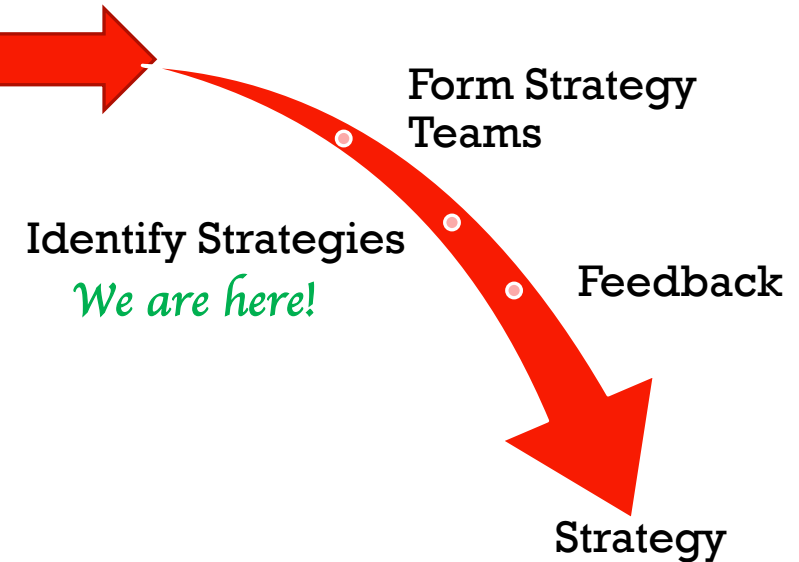 Form Strategy
Teams
Identify Strategies
We are here!
Feedback
Strategy